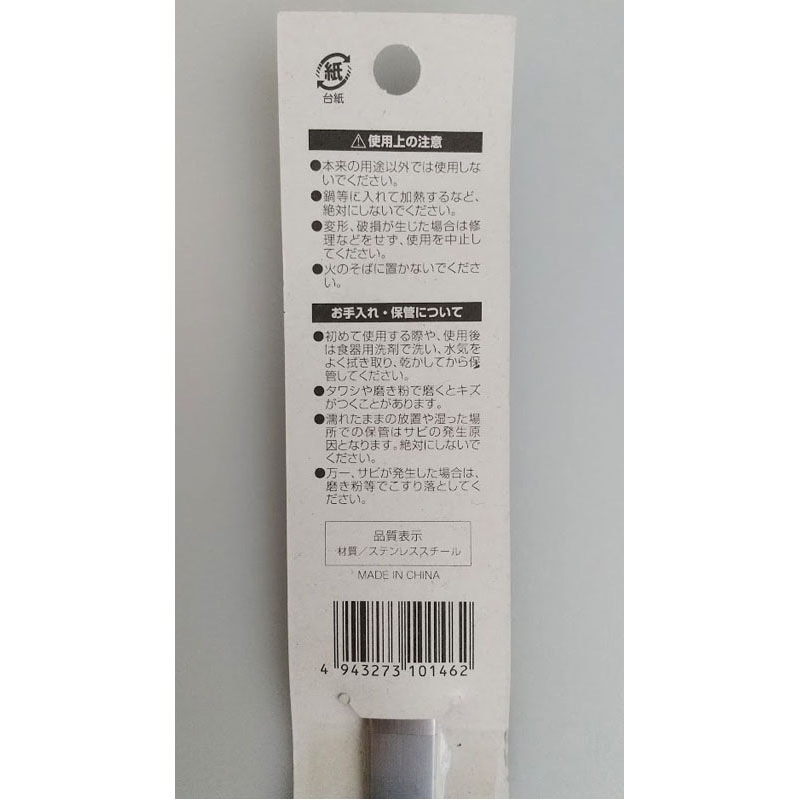 紙
台紙
⚠使用上の注意
●本来の用途以外では使用しな
いでください。
●鍋等に入れて加熱するなど、
絶対にしないでください。
●変形、破損が生じた場合は修
理などをせず、使用を中止し
てください。
●火のそばに置かないでくださ
い。
お手入れ・保管について
●初めて使用する際や、使用後
は食器用洗剤で洗い、水気を
よく拭き取り、乾かしてから保
管してください。
●タワシや磨き粉で磨くとキズ
がつくことがあります。
●濡れたままの放置や湿った場
所での保管はサビの発生原
因となります。絶対にしないで
ください。
●万一、サビが発生した場合は、
磨き粉等でこすり落としてく
ださい。
品質表示
材質/ステンレススチール
MADE IN CHINA
4 943273 101462